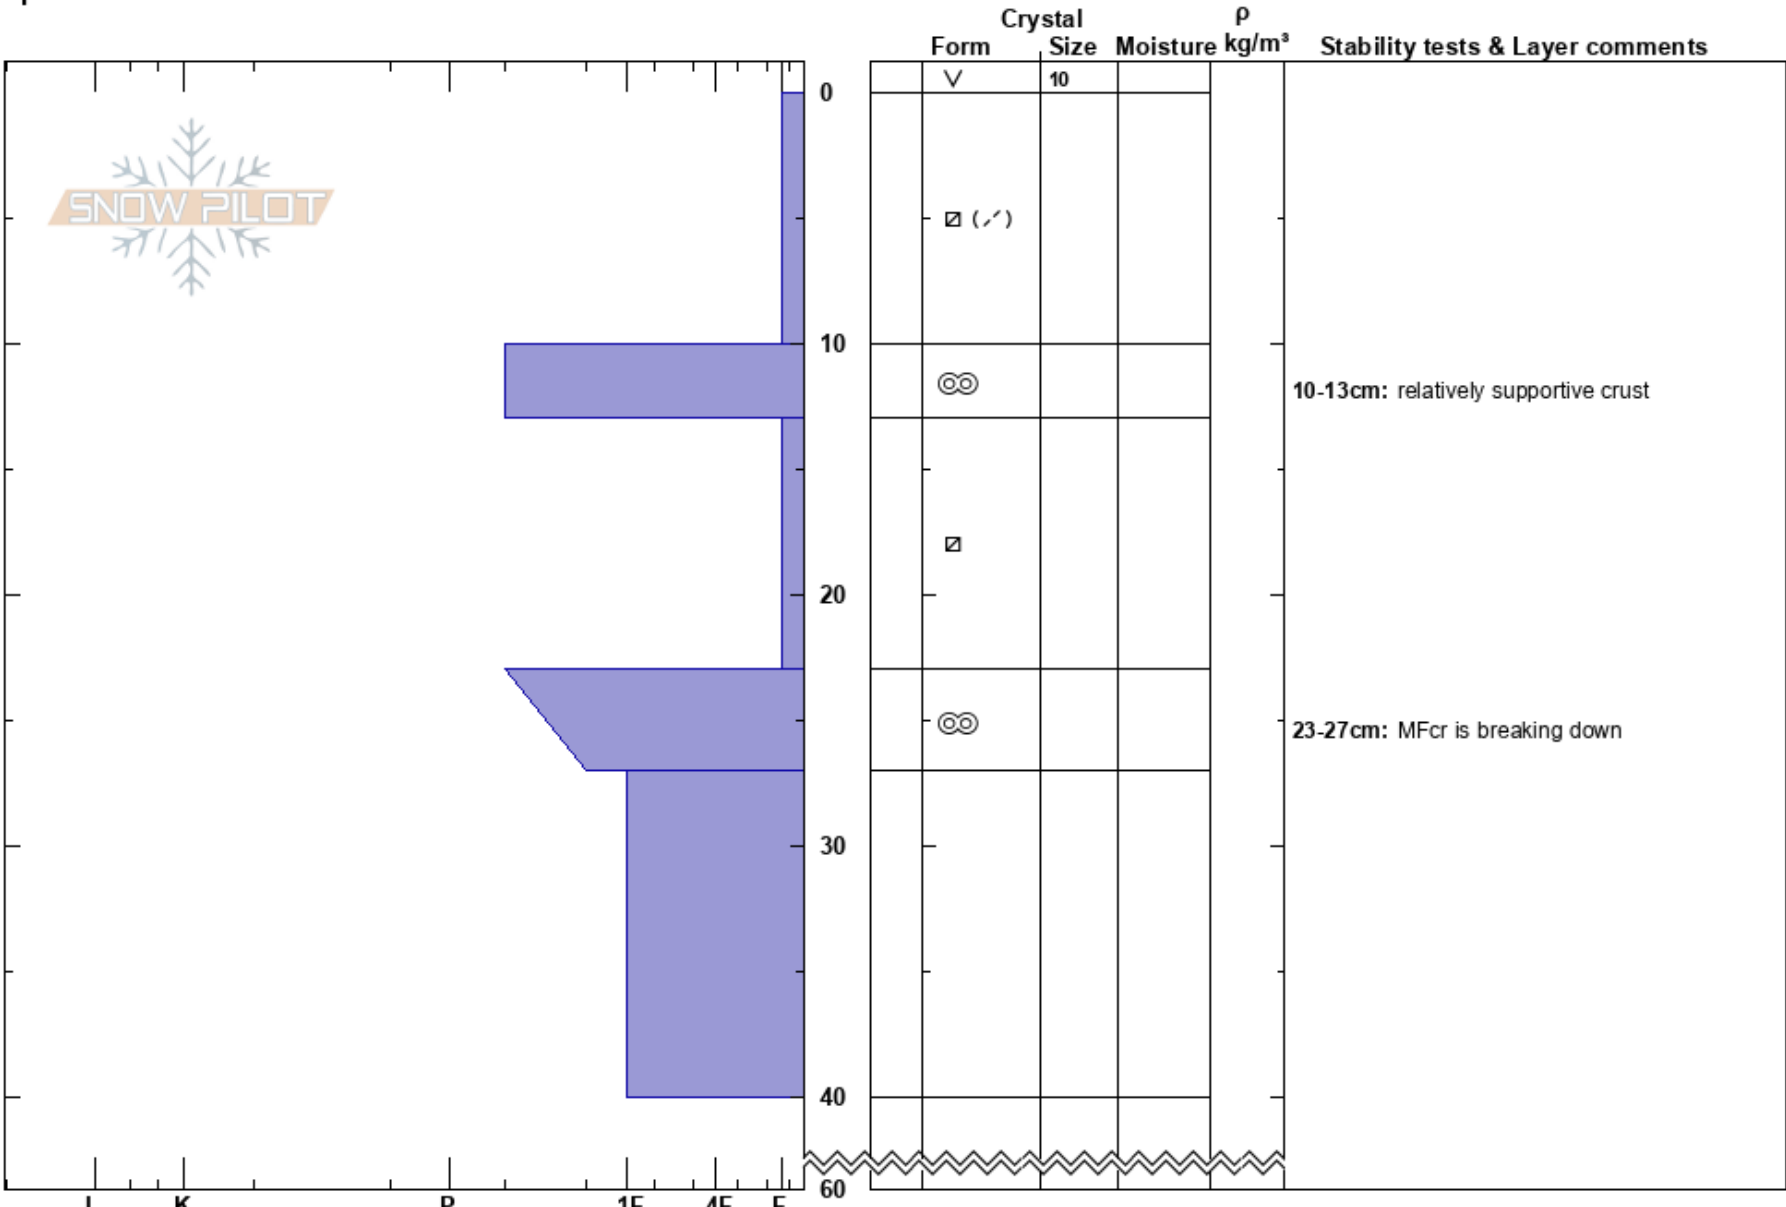 Crystal ρ
Form Size Moisture kg/m³ Stability tests & Layer comments
10
0
SNOW PILOT
10
10-13cm: relatively supportive crust
20
23-27cm: MFcr is breaking down
30
40
60
I K P 1F 4F F